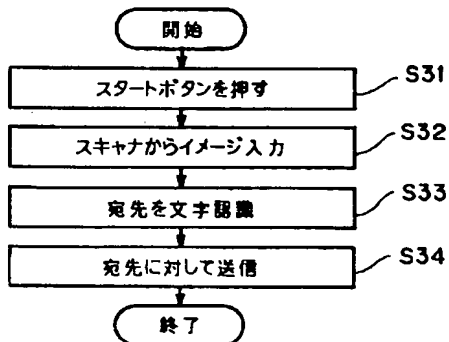 開始
スタートボタンを押す
S31
スキャナからイメージ入力
S32
宛先を文字認識
S33
宛先に対して送信
S34
終了